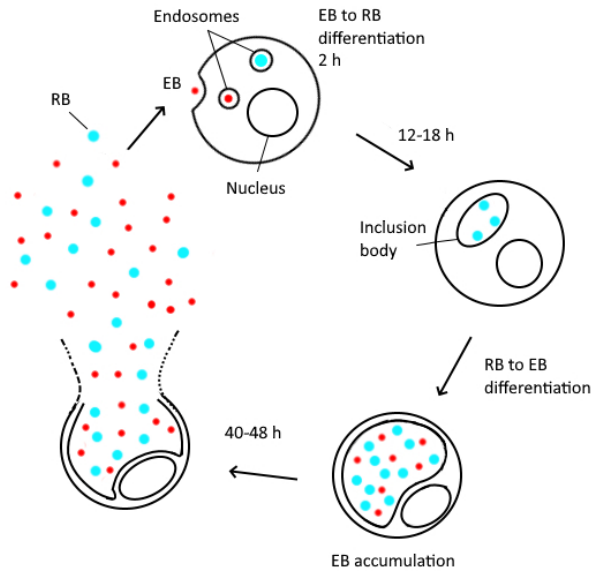 Endosomes
EB to RB
differentiation
2 h
EB
RB
Nucleus
12-18 h
Inclusion
body
RB to EB
differentiation
40-48 h
EB accumulation